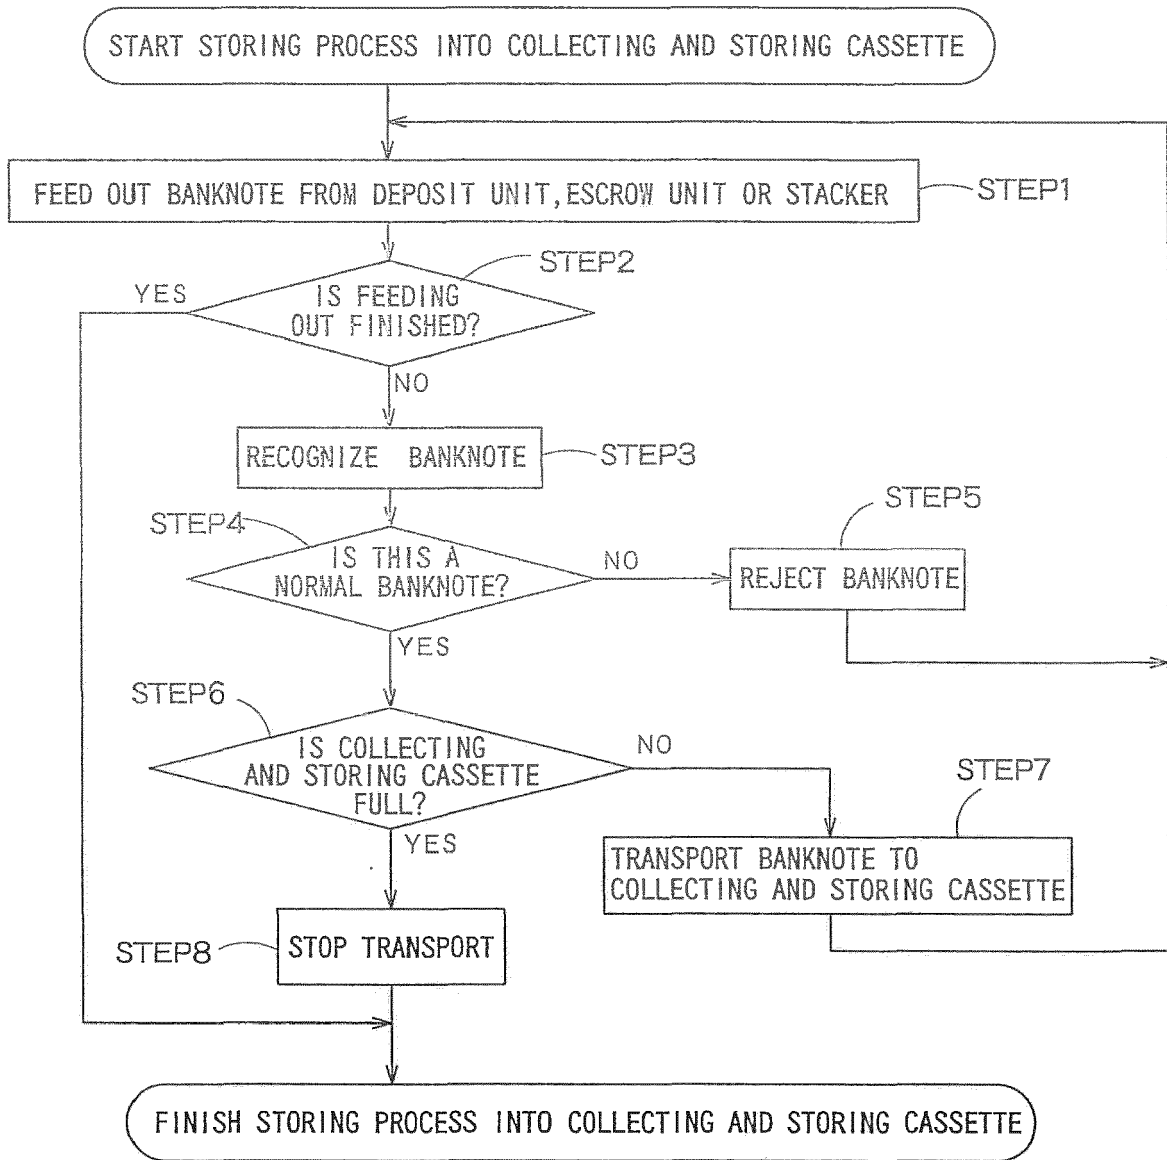 START STORING PROCESS INTO COLLECTING AND STORING CASSETTE
FEED OUT BANKNOTE FROM DEPOSIT UNIT, ESCROW UNIT OR STACKER
STEP1
STEP2
YES
IS FEEDING
OUT FINISHED?
NO
RECOGNIZE BANKNOTE
STEP3
STEP4
IS THIS A
NORMAL BANKNOTE?
NO
STEP5
REJECT BANKNOTE
YES
STEP6
IS COLLECTING
AND STORING CASSETTE
FULL?
NO
STEP7
TRANSPORT BANKNOTE TO
COLLECTING AND STORING CASSETTE
YES
STEP8
STOP TRANSPORT
FINISH STORING PROCESS INTO COLLECTING AND STORING CASSETTE